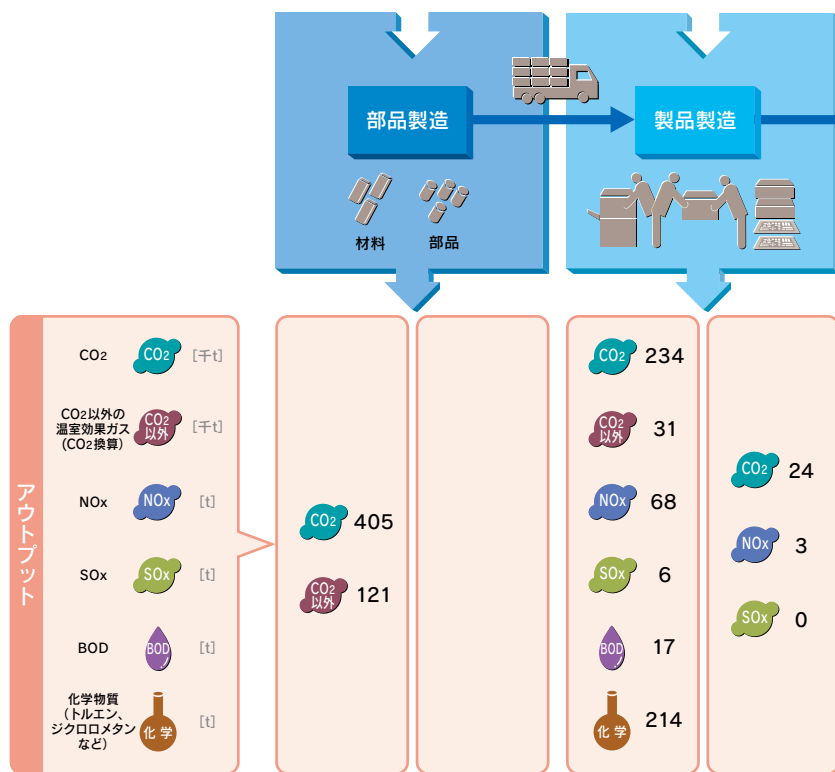 部品製造
製品製造
材料
部品
アウトプット
CO2
CO2
[千t]
CO2以外の
温室効果ガス
(CO2換算)
CO2
以外
[千t]
NOx
NOx
[t]
SOx
SOx
[t]
BOD
BOD
[t]
化学物質
(トルエン、
ジクロロメタン
など)
化学
[t]
CO2 405
CO2
以外
121
CO2 234
CO2
以外
31
NOx 68
SOx 6
BOD 17
化学 214
CO2 24
NOx 3
SOx 0